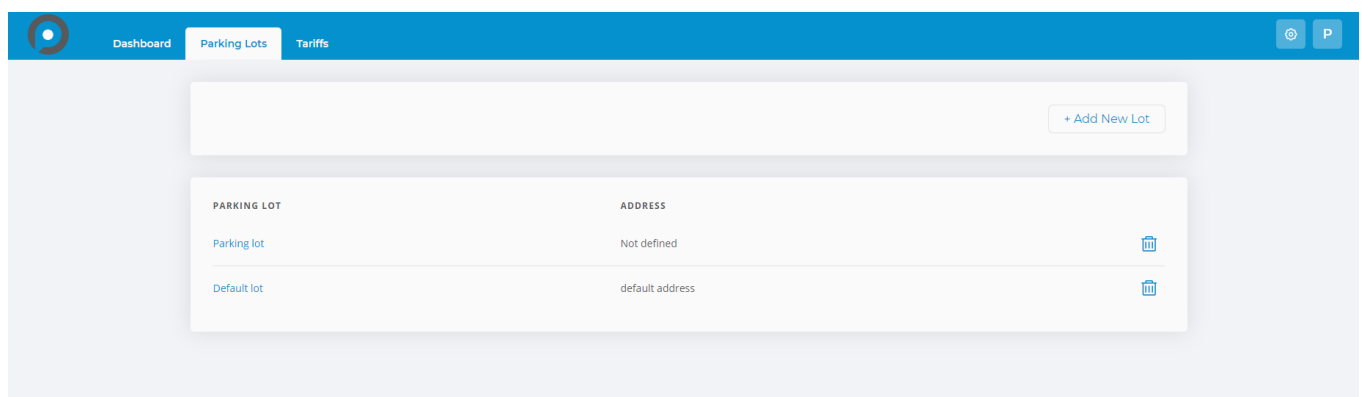 Dashboard Parking Lots Tariffs P
+ Add New Lot
PARKING LOT ADDRESS
Parking lot Not defined
Default lot default address